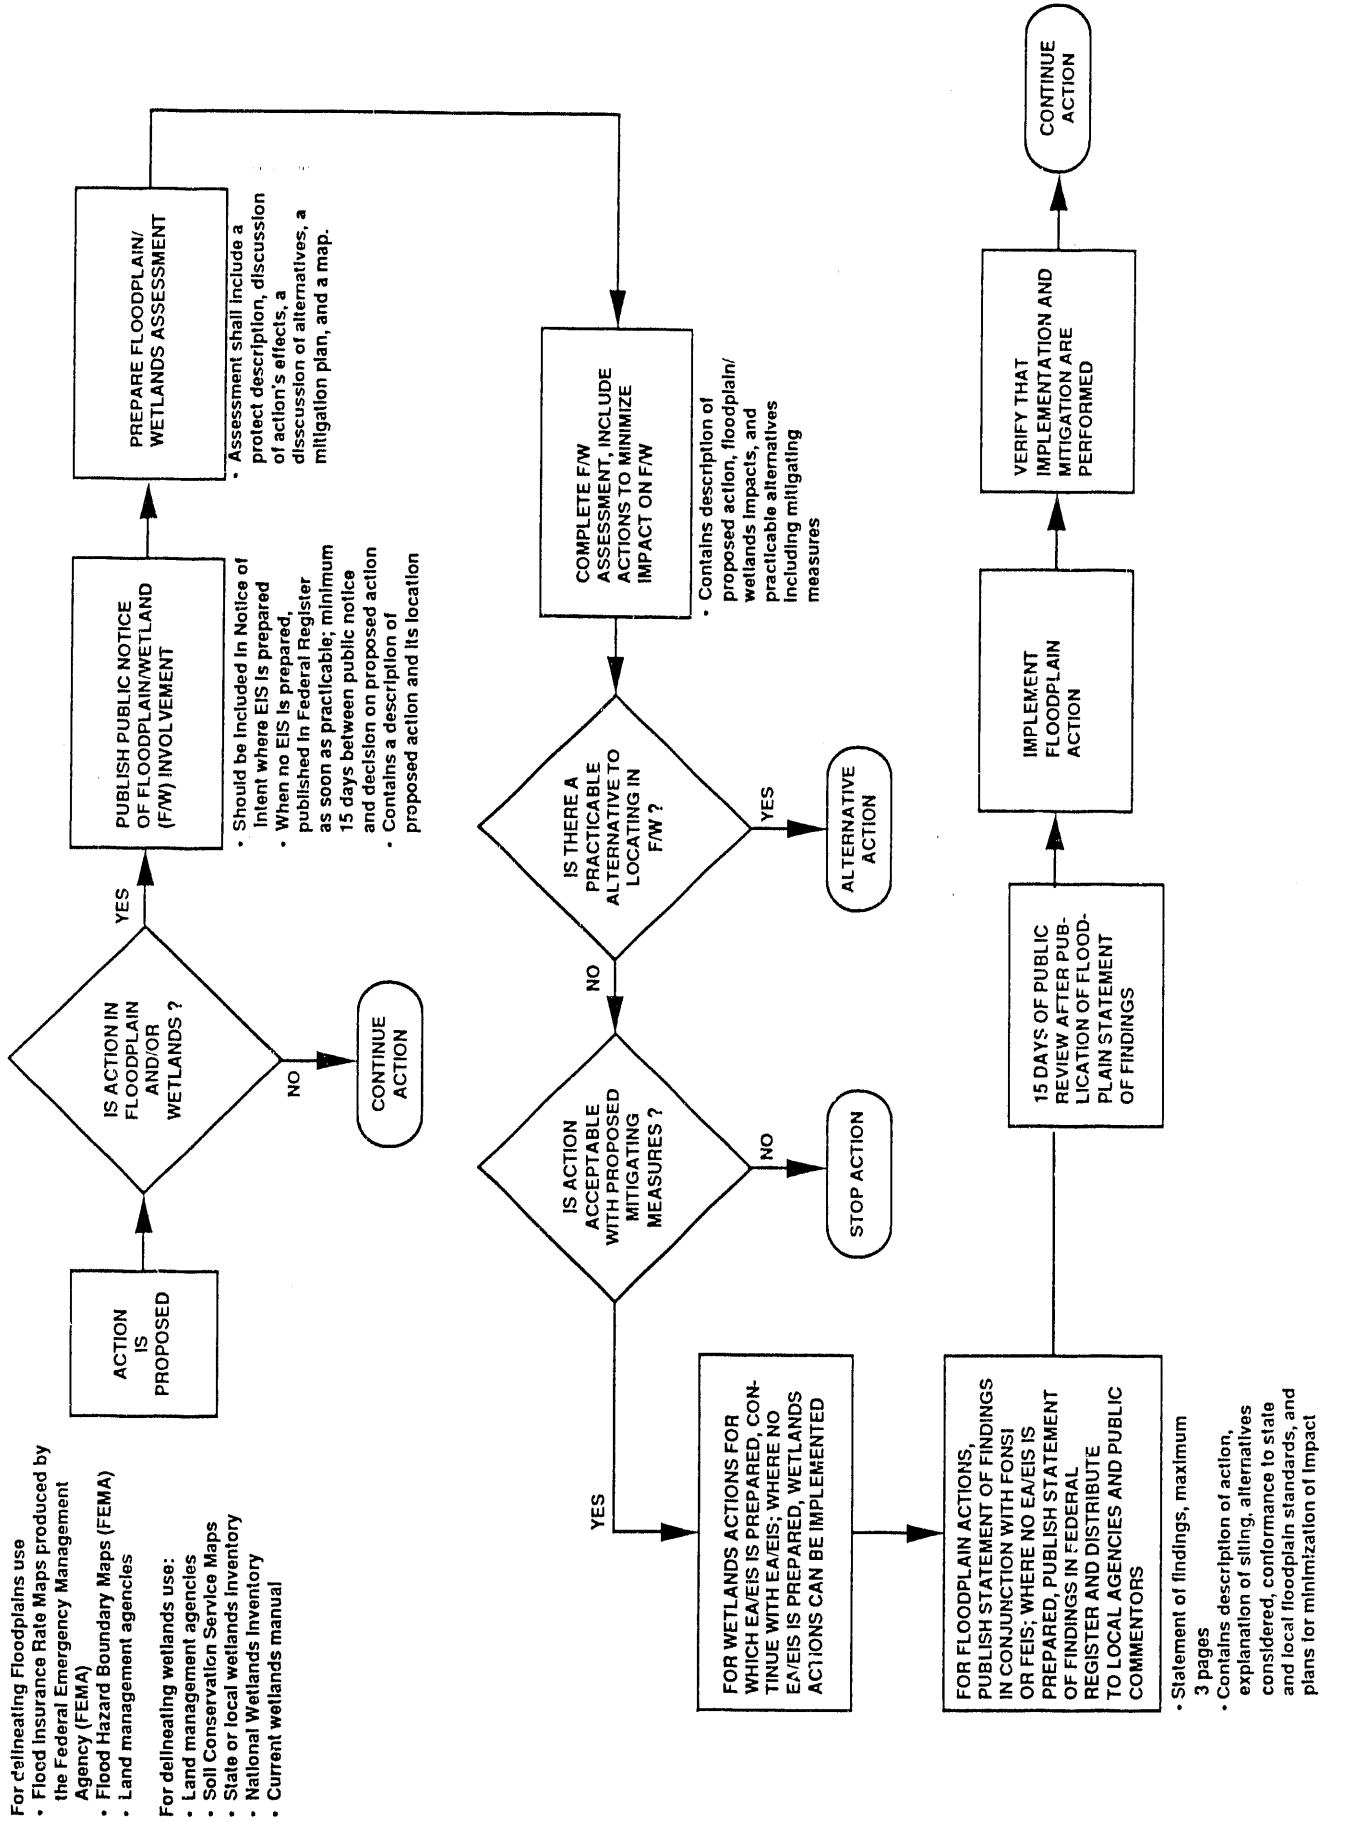 For delineating Floodplains use
• Flood Insurance Rate Maps produced by
the Federal Emergency Management
Agency (FEMA)
• Flood Hazard Boundary Maps (FEMA)
• Land management agencies
For delineating wetlands use:
• Land management agencies
• Soil Conservation Service Maps
• State or local wetlands inventory
• National Wetlands Inventory
• Current wetlands manual
ACTION
IS
PROPOSED
IS ACTION IN
FLOODPLAIN
AND/OR
WETLANDS ?
YES
NO
CONTINUE
ACTION
PUBLISH PUBLIC NOTICE
OF FLOODPLAIN/WETLAND
(F/W) INVOLVEMENT
• Should be included in Notice of
Intent where EIS is prepared
• When no EIS is prepared,
published in Federal Register
as soon as practicable; minimum
15 days between public notice
and decision on proposed action
• Contains a description of
proposed action and its location
PREPARE FLOODPLAIN/
WETLANDS ASSESSMENT
• Assessment shall include a
protect description, discussion
of action's effects, a
disscussion of alternatives, a
mitigation plan, and a map.
COMPLETE F/W
ASSESSMENT, INCLUDE
ACTIONS TO MINIMIZE
IMPACT ON F/W
• Contains description of
proposed action, floodplain/
wetlands impacts, and
practicable alternatives
including mitigating
measures
IS THERE A
PRACTICABLE
ALTERNATIVE TO
LOCATING IN
F/W ?
YES
ALTERNATIVE
ACTION
NO
IS ACTION
ACCEPTABLE
WITH PROPOSED
MITIGATING
MEASURES ?
NO
STOP ACTION
YES
FOR WETLANDS ACTIONS FOR
WHICH EA/EIS IS PREPARED, CON-
TINUE WITH EA/EIS; WHERE NO
EA/EIS IS PREPARED, WETLANDS
ACTIONS CAN BE IMPLEMENTED
FOR FLOODPLAIN ACTIONS,
PUBLISH STATEMENT OF FINDINGS
IN CONJUNCTION WITH FONSI
OR FEIS; WHERE NO EA/EIS IS
PREPARED, PUBLISH STATEMENT
OF FINDINGS IN FEDERAL
REGISTER AND DISTRIBUTE
TO LOCAL AGENCIES AND PUBLIC
COMMENTORS
• Statement of findings, maximum
3 pages
• Contains description of action,
explanation of siting, alternatives
considered, conformance to state
and local floodplain standards, and
plans for minimization of impact
15 DAYS OF PUBLIC
REVIEW AFTER PUB-
LICATION OF FLOOD-
PLAIN STATEMENT
OF FINDINGS
IMPLEMENT
FLOODPLAIN
ACTION
VERIFY THAT
IMPLEMENTATION AND
MITIGATION ARE
PERFORMED
CONTINUE
ACTION